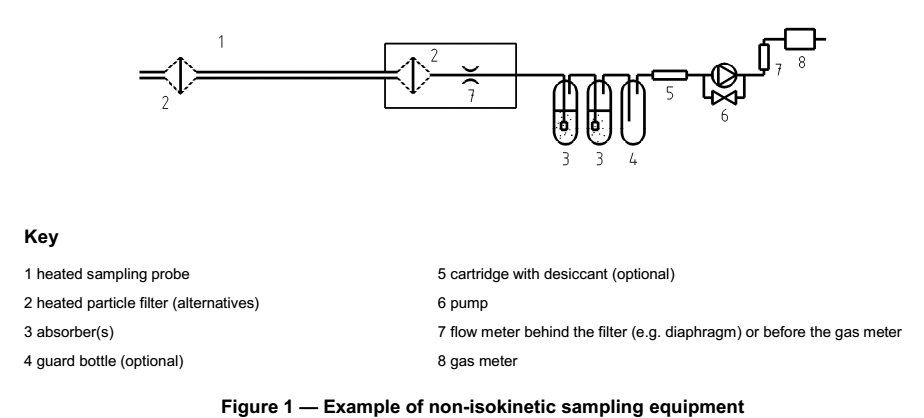 1
2
2
7
3
3
4
5
6
7
8
Key
1 heated sampling probe
2 heated particle filter (alternatives)
3 absorber(s)
4 guard bottle (optional)
5 cartridge with desiccant (optional)
6 pump
7 flow meter behind the filter (e.g. diaphragm) or before the gas meter
8 gas meter
Figure 1 — Example of non-isokinetic sampling equipment